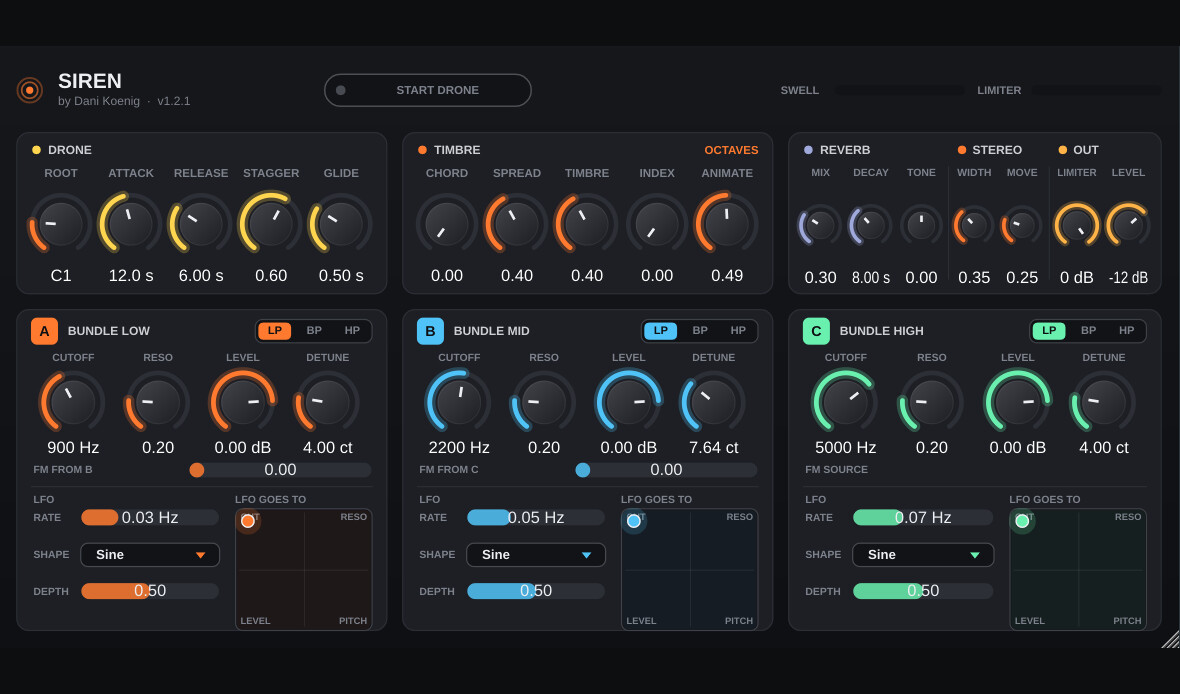 SIREN
by Dani Koenig · v1.2.1
START DRONE
SWELL
LIMITER
DRONE
ROOT ATTACK RELEASE STAGGER GLIDE
C1 12.0 s 6.00 s 0.60 0.50 s
TIMBRE OCTAVES
CHORD SPREAD TIMBRE INDEX ANIMATE
0.00 0.40 0.40 0.00 0.49
REVERB STEREO OUT
MIX DECAY TONE WIDTH MOVE LIMITER LEVEL
0.30 8.00 s 0.00 0.35 0.25 0 dB -12 dB
A BUNDLE LOW LP BP HP
CUTOFF RESO LEVEL DETUNE
900 Hz 0.20 0.00 dB 4.00 ct
FM FROM B 0.00
LFO LFO GOES TO
RATE 0.03 Hz
RESO
SHAPE Sine
DEPTH 0.50
LEVEL PITCH
B BUNDLE MID LP BP HP
CUTOFF RESO LEVEL DETUNE
2200 Hz 0.20 0.00 dB 7.64 ct
FM FROM C 0.00
LFO LFO GOES TO
RATE 0.05 Hz
RESO
SHAPE Sine
DEPTH 0.50
LEVEL PITCH
C BUNDLE HIGH LP BP HP
CUTOFF RESO LEVEL DETUNE
5000 Hz 0.20 0.00 dB 4.00 ct
FM SOURCE
LFO LFO GOES TO
RATE 0.07 Hz
RESO
SHAPE Sine
DEPTH 0.50
LEVEL PITCH